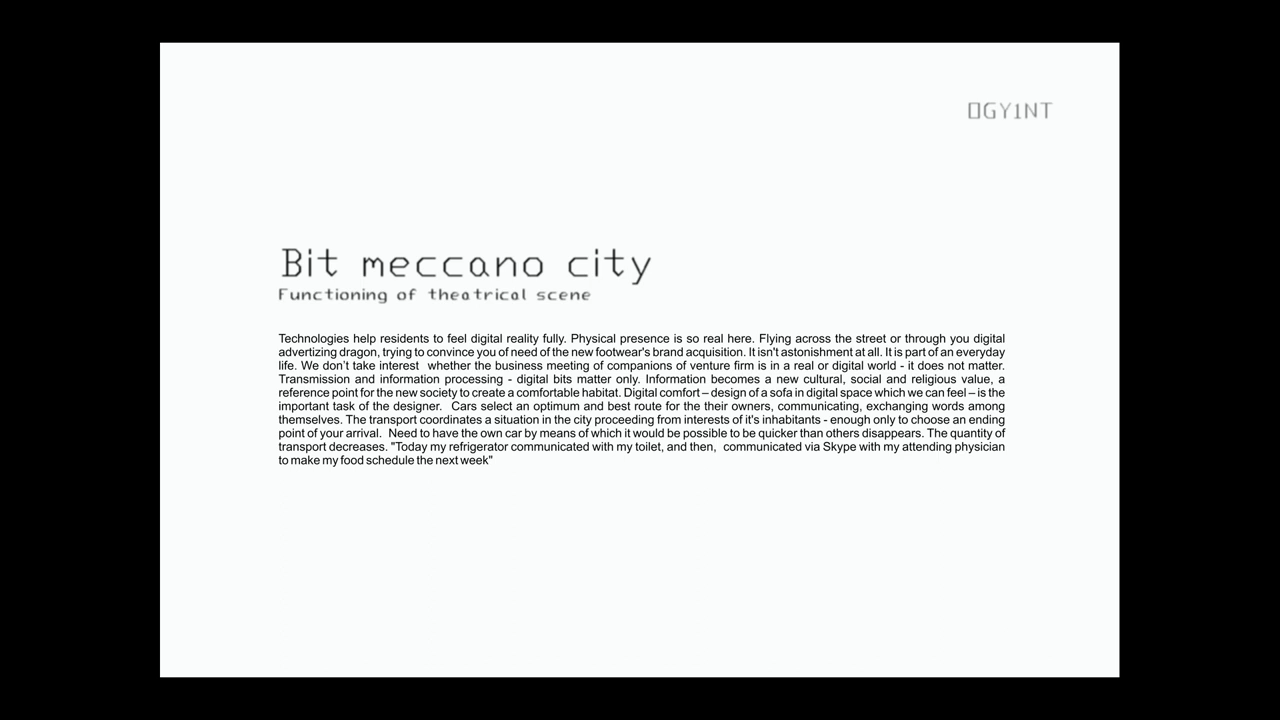 0GY1NT
Bit meccano city
Functioning of theatrical scene
Technologies help residents to feel digital reality fully. Physical presence is so real here. Flying across the street or through you digital
advertizing dragon, trying to convince you of need of the new footwear's brand acquisition. It isn't astonishment at all. It is part of an everyday
life. We don't take interest  whether the business meeting of companions of venture firm is in a real or digital world - it does not matter.
Transmission and information processing - digital bits matter only. Information becomes a new cultural, social and religious value, a
reference point for the new society to create a comfortable habitat. Digital comfort – design of a sofa in digital space which we can feel – is the
important task of the designer.  Cars select an optimum and best route for the their owners, communicating, exchanging words among
themselves. The transport coordinates a situation in the city proceeding from interests of it's inhabitants - enough only to choose an ending
point of your arrival.  Need to have the own car by means of which it would be possible to be quicker than others disappears. The quantity of
transport decreases. "Today my refrigerator communicated with my toilet, and then,  communicated via Skype with my attending physician
to make my food schedule the next week"